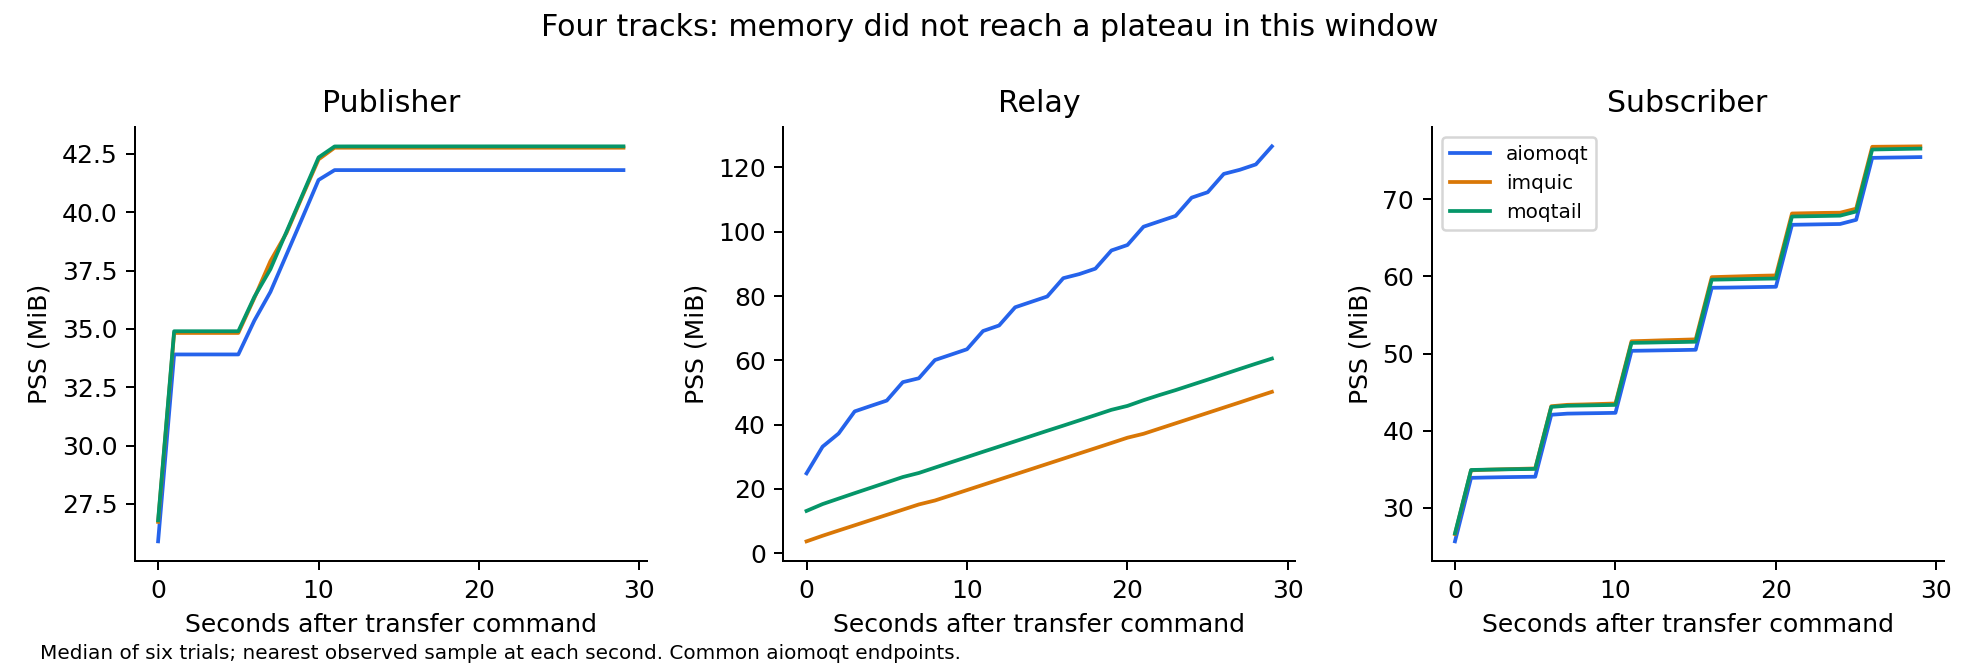 Four tracks: memory did not reach a plateau in this window
Publisher
PSS (MiB)
42.5
40.0
37.5
35.0
32.5
30.0
27.5
0 10 20 30
Seconds after transfer command
Relay
PSS (MiB)
120
100
80
60
40
20
0
0 10 20 30
Seconds after transfer command
Subscriber
aiomoqt
imquic
moqtail
PSS (MiB)
70
60
50
40
30
0 10 20 30
Seconds after transfer command
Median of six trials; nearest observed sample at each second. Common aiomoqt endpoints.